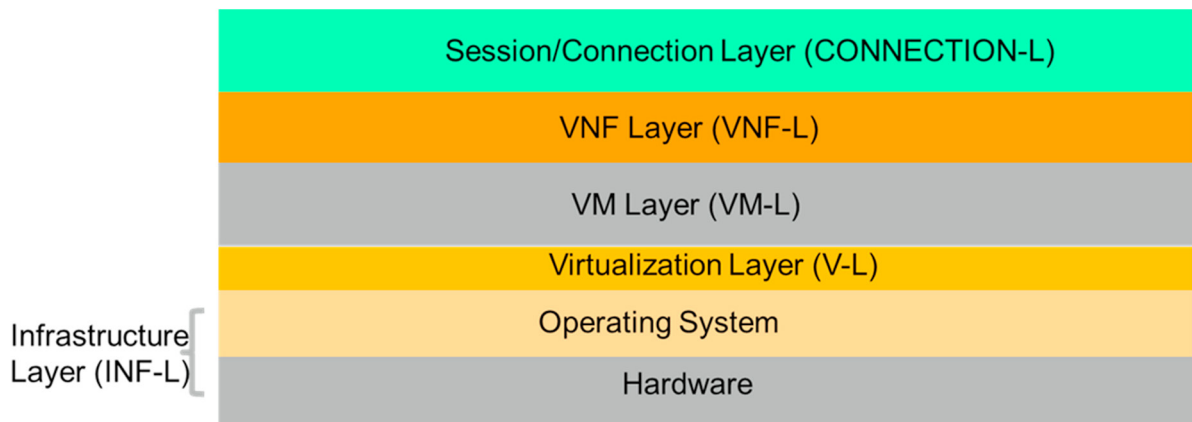 Session/Connection Layer (CONNECTION-L)
VNF Layer (VNF-L)
VM Layer (VM-L)
Virtualization Layer (V-L)
Operating System
Infrastructure
Layer (INF-L)
Hardware